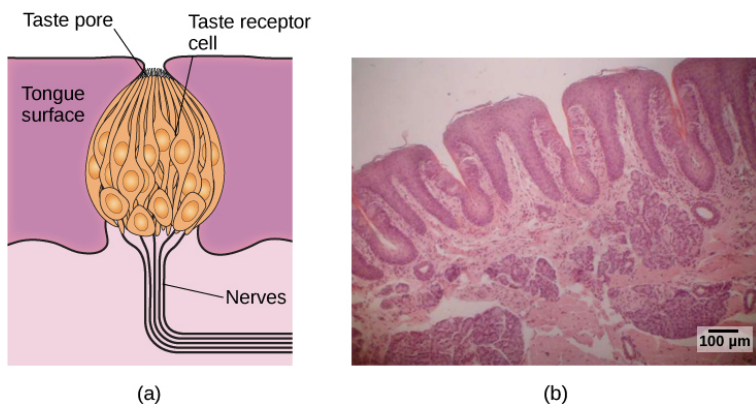 Taste pore
Taste receptor
cell
Tongue
surface
Nerves
100 µm
(a)
(b)